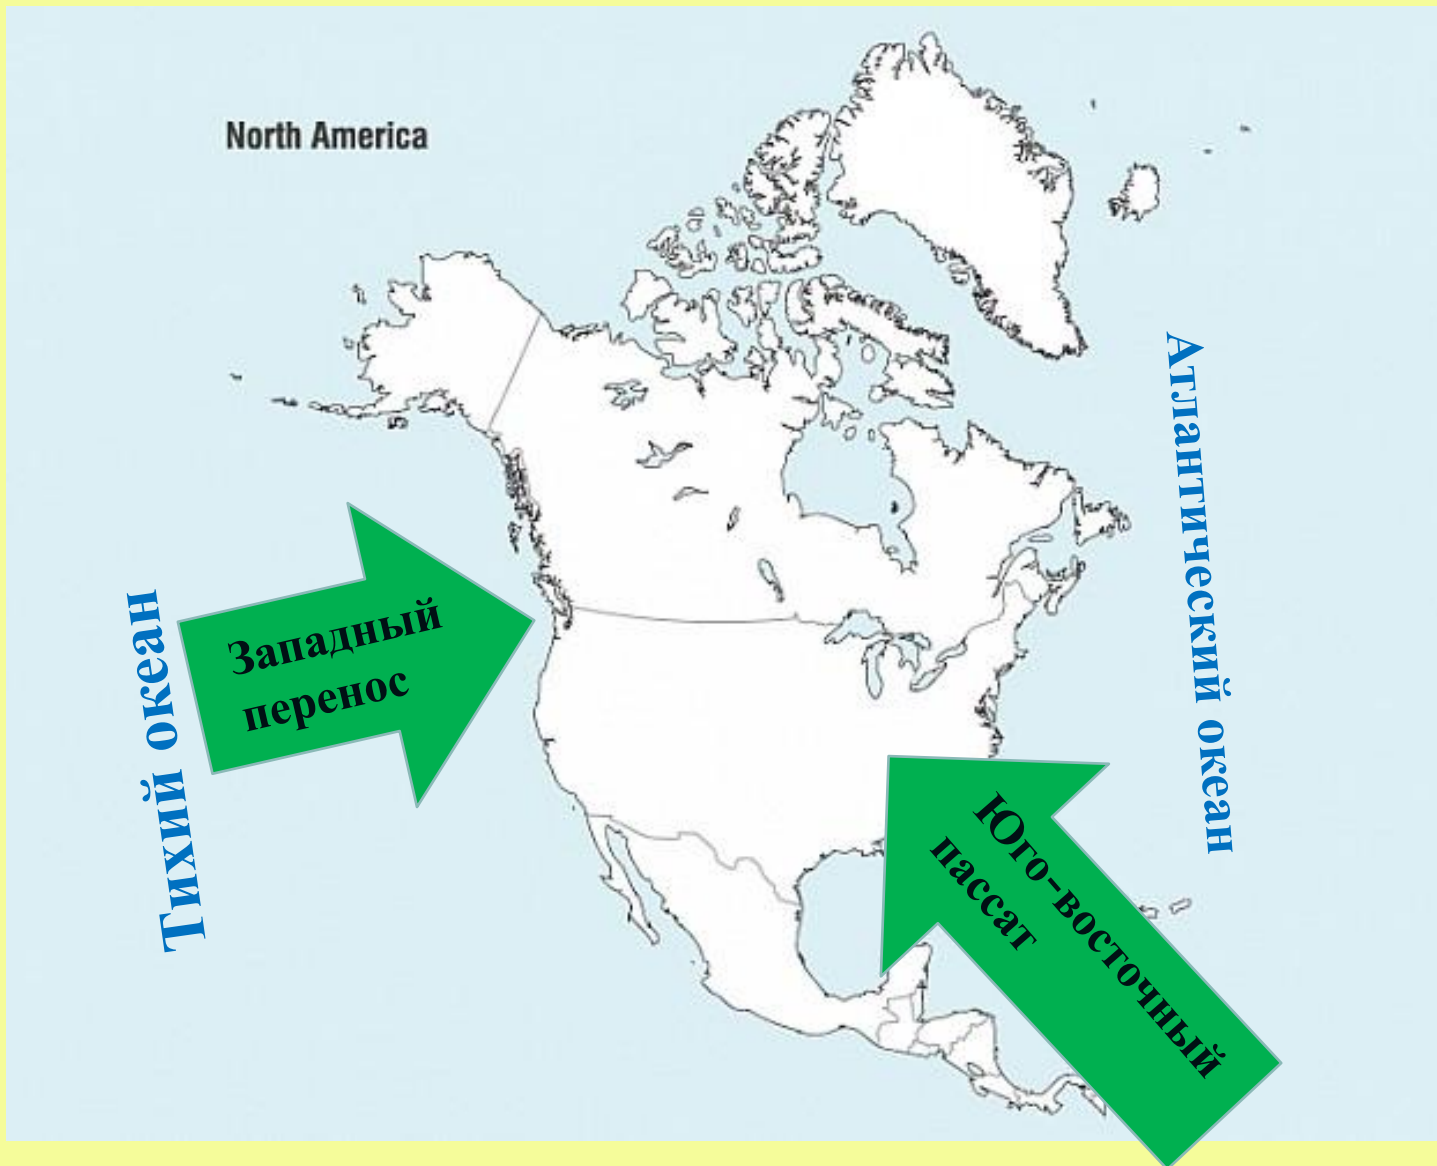 North America
Атлантический океан
Западный
перенос
Тихий океан
Юго-восточный
пассат